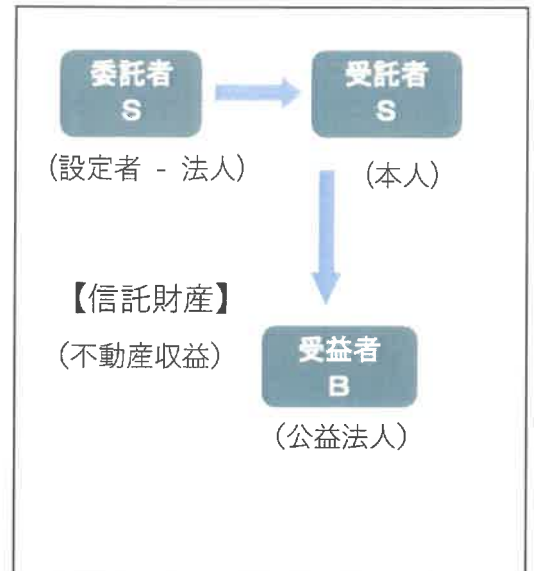 委託者
S
受託者
S
(設定者 - 法人)
(本人)
【信託財産】
(不動産収益)
受益者
B
(公益法人)